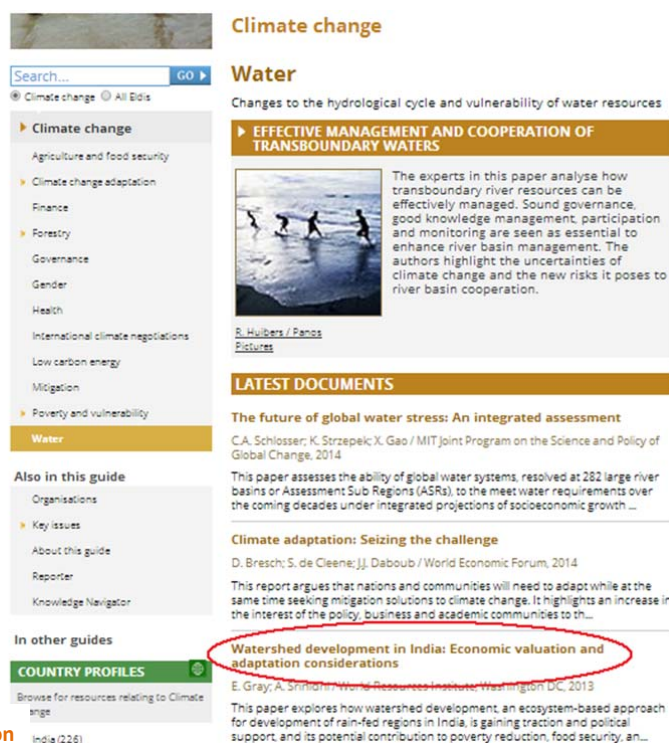 Climate change
Search...
GO
Climate change
All Eldis
Climate change
Agriculture and food security
Climate change adaptation
Finance
Forestry
Governance
Gender
Health
International climate negotiations
Low carbon energy
Mitigation
Poverty and vulnerability
Water
Also in this guide
Organisations
Key issues
About this guide
Reporter
Knowledge Navigator
In other guides
COUNTRY PROFILES
Browse for resources relating to Climate
ange
on
India (226)
Water
Changes to the hydrological cycle and vulnerability of water resources
EFFECTIVE MANAGEMENT AND COOPERATION OF
TRANSBOUNDARY WATERS
The experts in this paper analyse how
transboundary river resources can be
effectively managed. Sound governance,
good knowledge management, participation
and monitoring are seen as essential to
enhance river basin management. The
authors highlight the uncertainties of
climate change and the new risks it poses to
river basin cooperation.
R. Huibers / Panos
Pictures
LATEST DOCUMENTS
The future of global water stress: An integrated assessment
C.A. Schlosser; K. Strzepek; X. Gao / MIT Joint Program on the Science and Policy of
Global Change, 2014
This paper assesses the ability of global water systems, resolved at 282 large river
basins or Assessment Sub Regions (ASRs), to the meet water requirements over
the coming decades under integrated projections of socioeconomic growth ...
Climate adaptation: Seizing the challenge
D. Bresch; S. de Cleene; J.J. Daboub / World Economic Forum, 2014
This report argues that nations and communities will need to adapt while at the
same time seeking mitigation solutions to climate change. It highlights an increase in
the interest of the policy, business and academic communities to th...
Watershed development in India: Economic valuation and
adaptation considerations
E. Gray; A. Srinidhi / World Resources Institute, Washington DC, 2013
This paper explores how watershed development, an ecosystem-based approach
for development of rain-fed regions in India, is gaining traction and political
support, and its potential contribution to poverty reduction, food security, an...